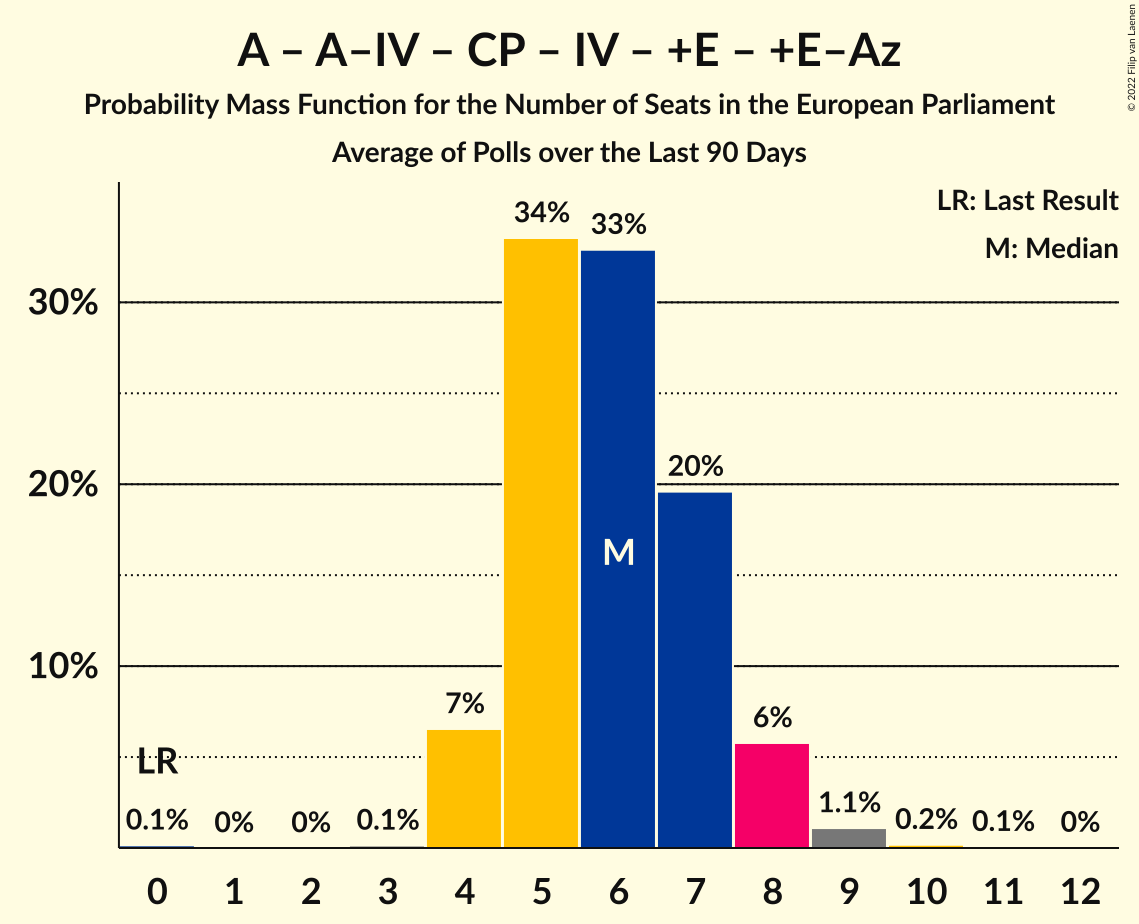 A – A–IV – CP – IV – +E – +E–Az
Probability Mass Function for the Number of Seats in the European Parliament
Average of Polls over the Last 90 Days
© 2022 Filip van Laenen
LR: Last Result
M: Median
34%
33%
30%
20%
20%
M
10%
7%
6%
LR
0.1%
0%
0%
0.1%
1.1%
0.2%
0.1%
0%
0 1 2 3 4 5 6 7 8 9 10 11 12